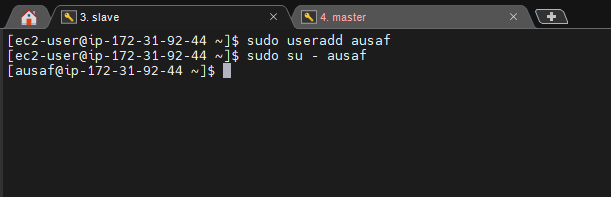 3. slave
4. master
[ec2-user@ip-172-31-92-44 ~]$ sudo useradd ausaf
[ec2-user@ip-172-31-92-44 ~]$ sudo su - ausaf
[ausaf@ip-172-31-92-44 ~]$